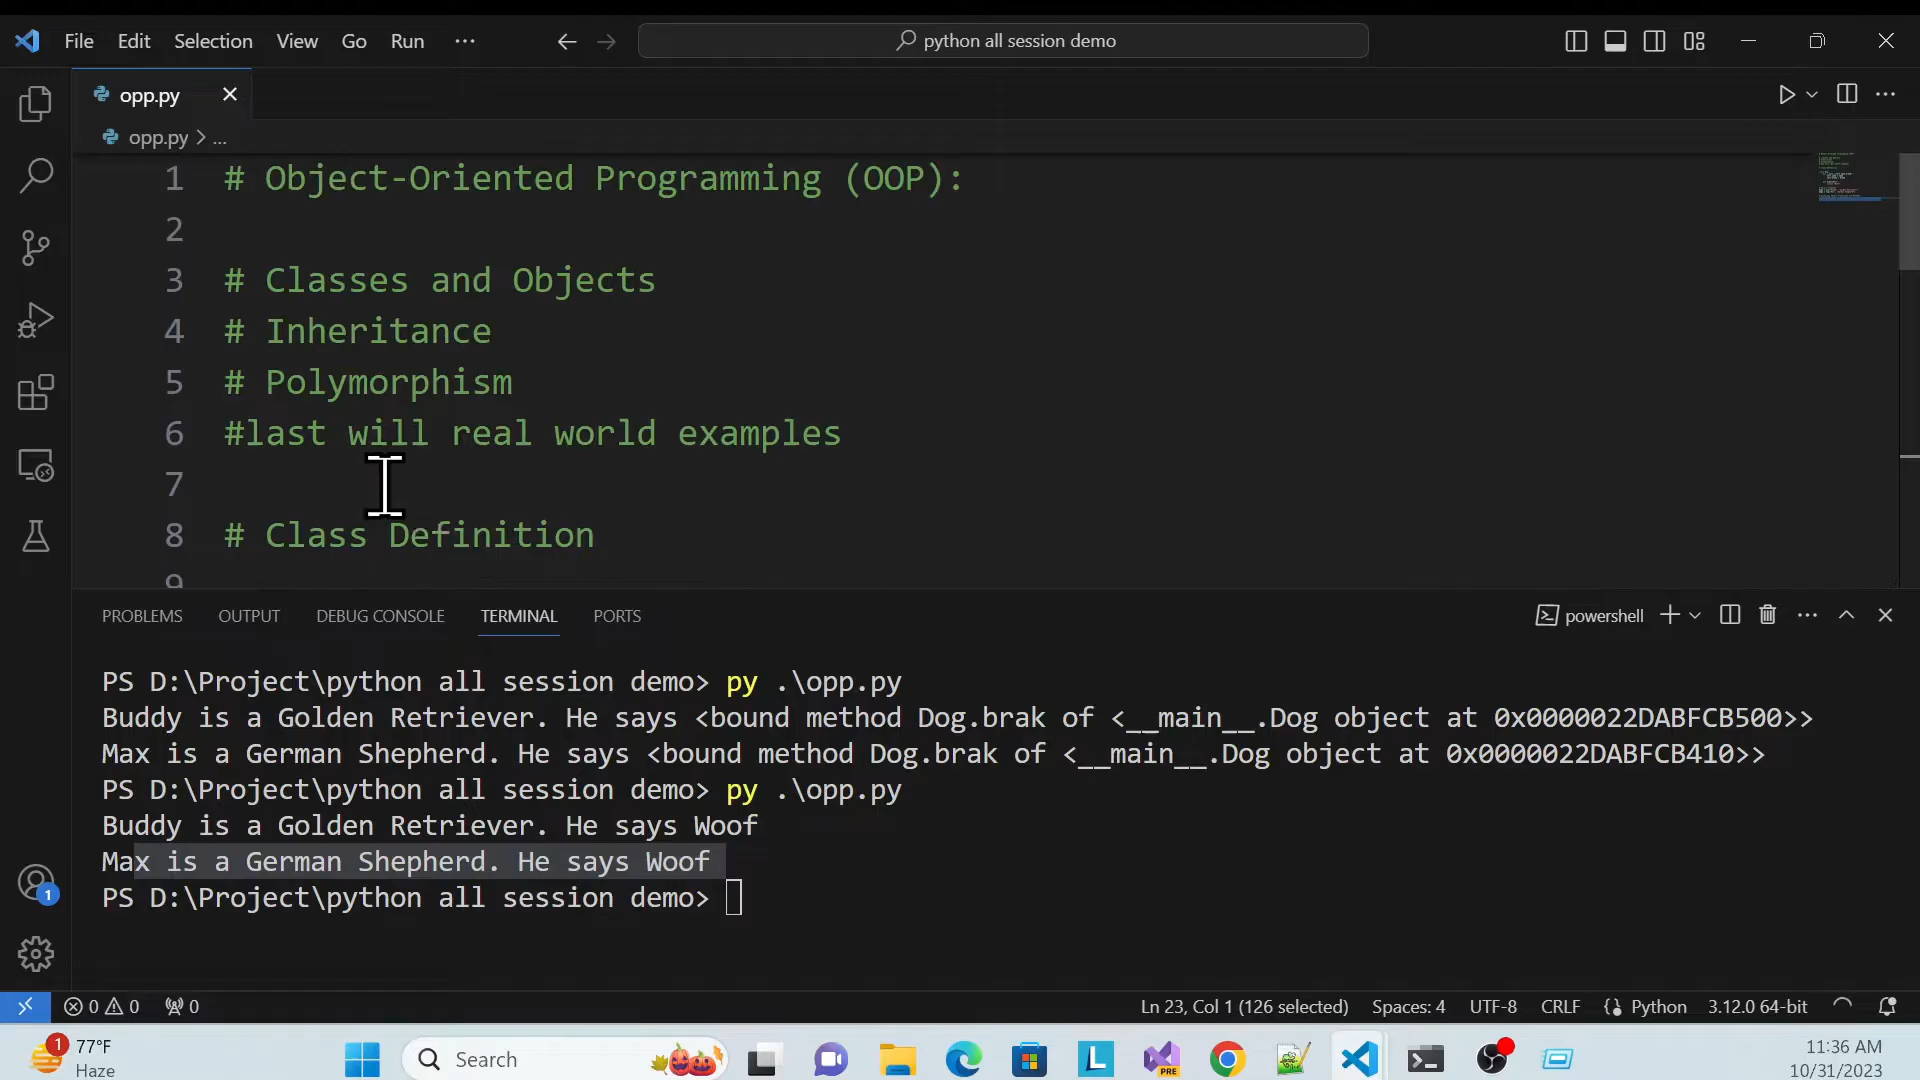 File Edit Selection View Go Run ···
python all session demo
opp.py
opp.py > ...
1 # Object-Oriented Programming (OOP):
2
3 # Classes and Objects
4 # Inheritance
5 # Polymorphism
6 #last will real world examples
7
8 # Class Definition
9
PROBLEMS OUTPUT DEBUG CONSOLE TERMINAL PORTS
powershell
PS D:\Project\python all session demo> py .\opp.py
Buddy is a Golden Retriever. He says <bound method Dog.brak of <__main__.Dog object at 0x0000022DABFCB500>>
Max is a German Shepherd. He says <bound method Dog.brak of <__main__.Dog object at 0x0000022DABFCB410>>
PS D:\Project\python all session demo> py .\opp.py
Buddy is a Golden Retriever. He says Woof
Max is a German Shepherd. He says Woof
PS D:\Project\python all session demo>
1
0 0 0 Ln 23, Col 1 (126 selected) Spaces: 4 UTF-8 CRLF Python 3.12.0 64-bit
1 77°F
Haze
Search
L
PRE
11:36 AM
10/31/2023